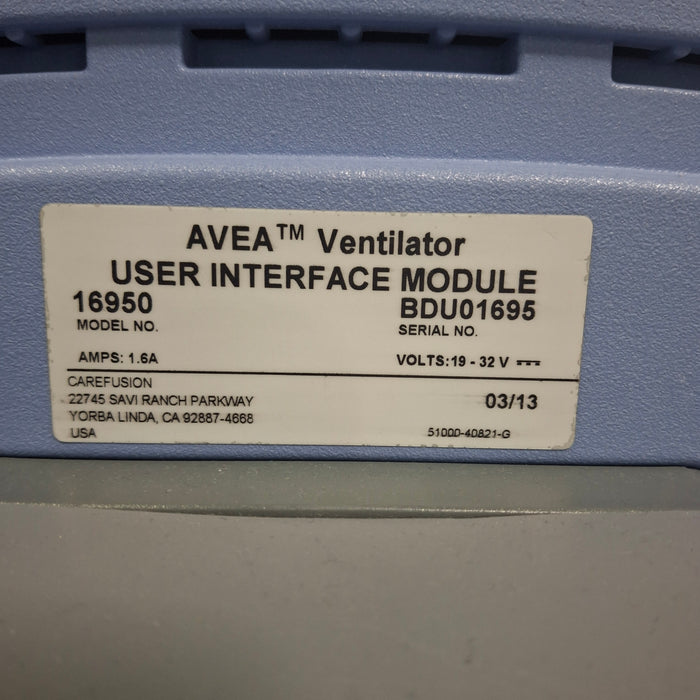 AVEA™ Ventilator
USER INTERFACE MODULE
16950 BDU01695
MODEL NO. SERIAL NO.
AMPS: 1.6A VOLTS:19 - 32 V ⎓
CAREFUSION
22745 SAVI RANCH PARKWAY 03/13
YORBA LINDA, CA 92887-4668
USA 51000-40821-G